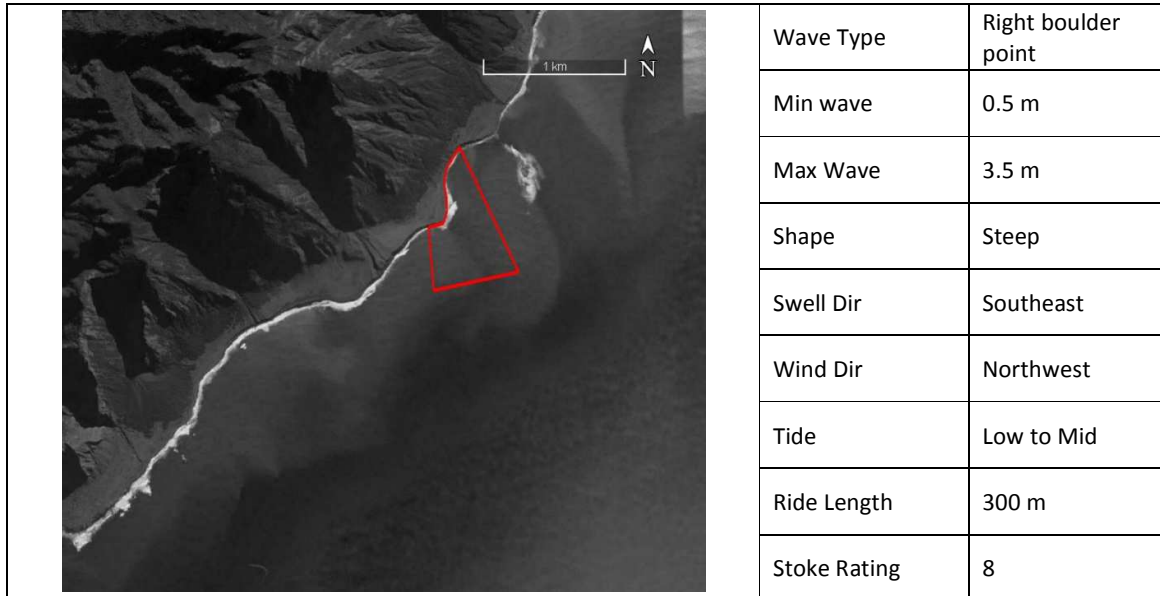 1 km
N
Wave Type
Right boulder
point
Min wave
0.5 m
Max Wave
3.5 m
Shape
Steep
Swell Dir
Southeast
Wind Dir
Northwest
Tide
Low to Mid
Ride Length
300 m
Stoke Rating
8